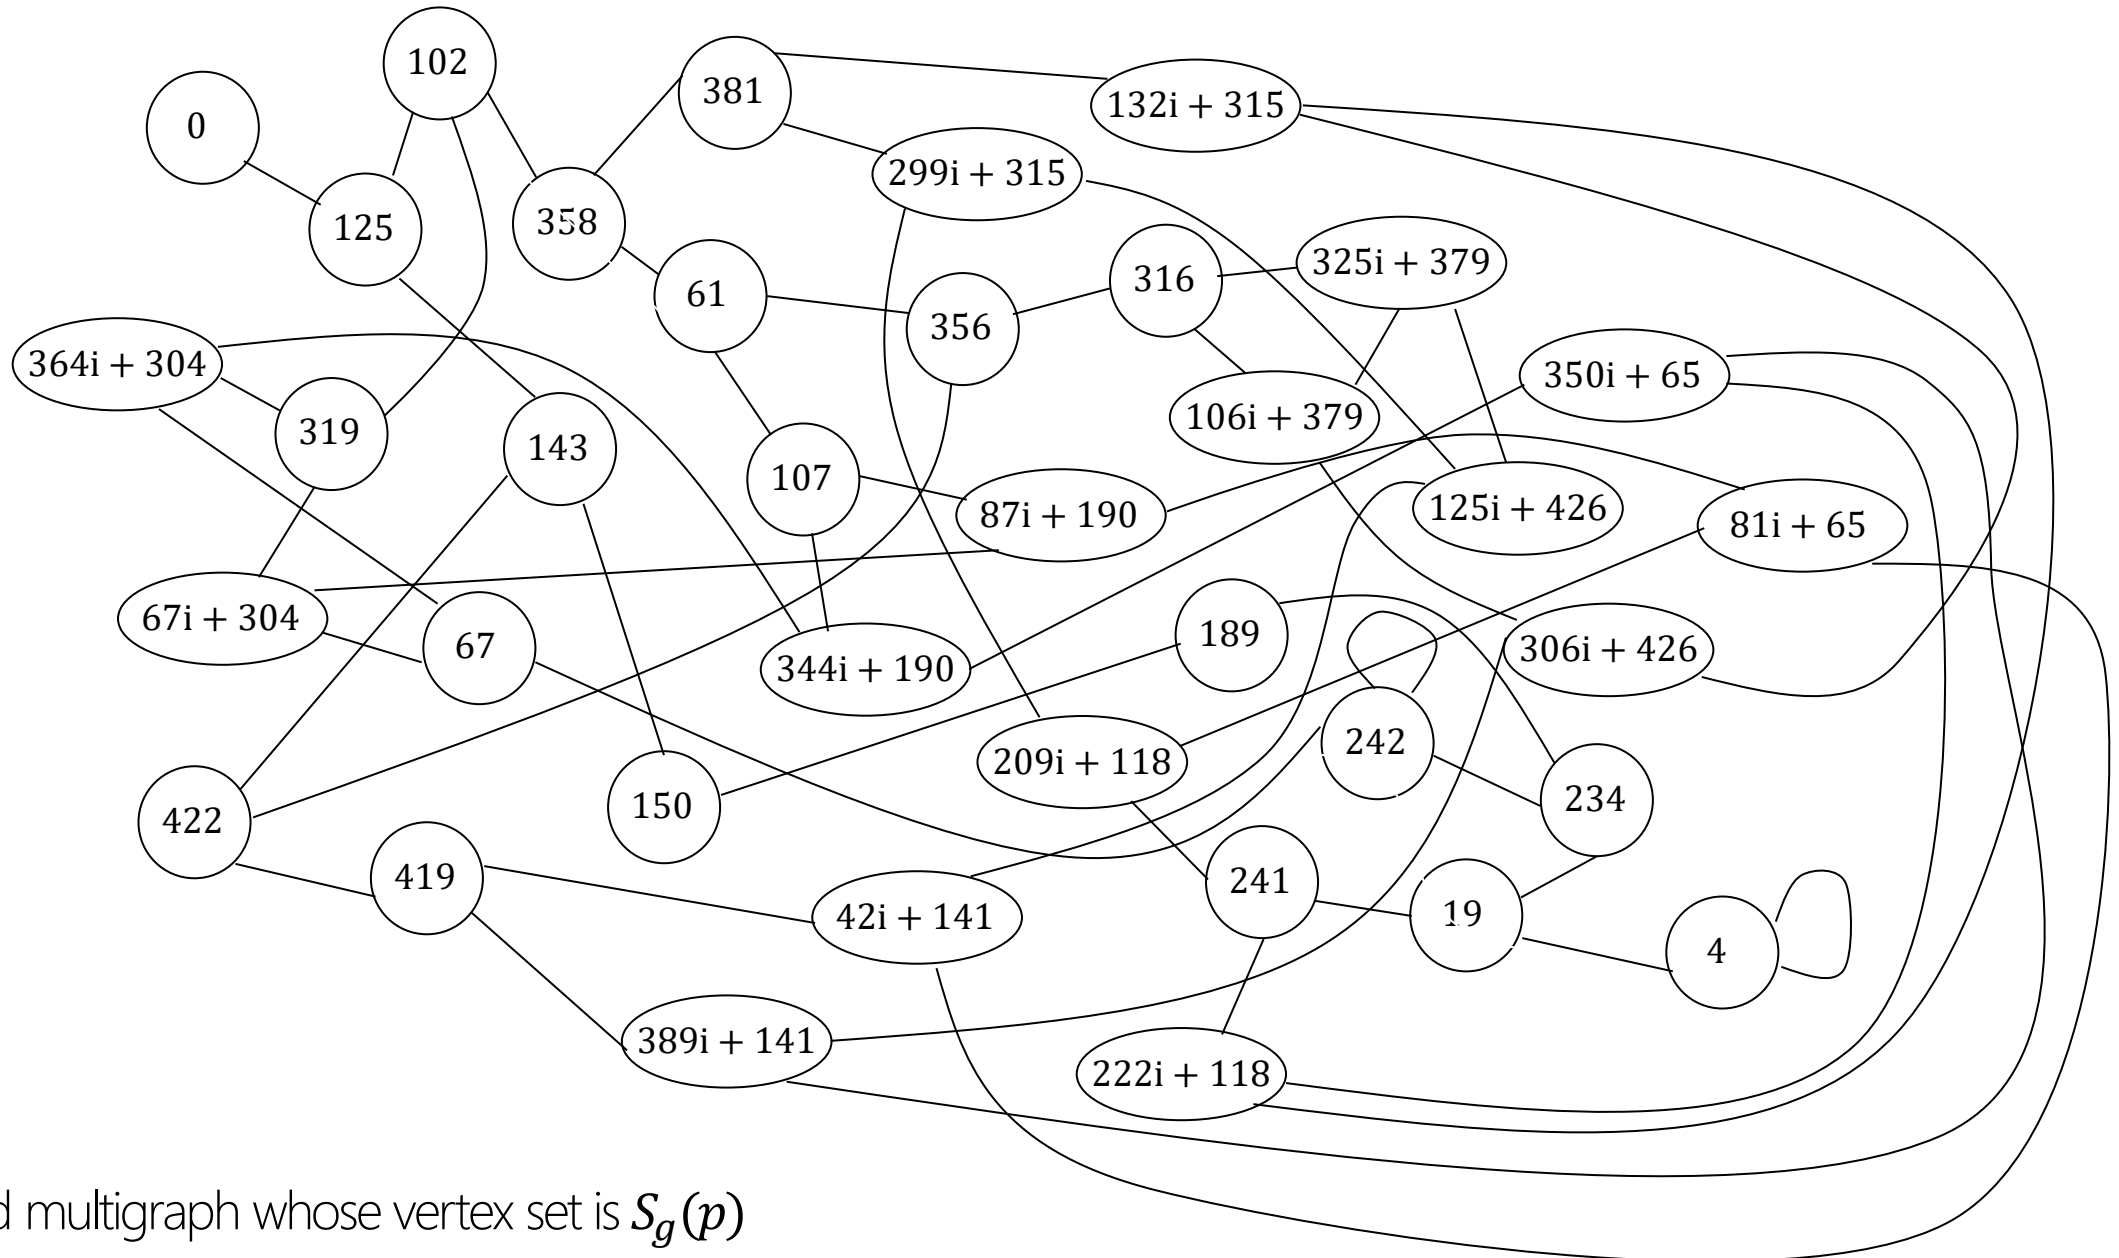 102
381
132i + 315
0
299i + 315
125
358
325i + 379
316
61
356
364i + 304
350i + 65
106i + 379
319
143
107
87i + 190
125i + 426
81i + 65
67i + 304
67
189
306i + 426
344i + 190
242
209i + 118
234
150
422
419
241
42i + 141
19
4
389i + 141
222i + 118
d multigraph whose vertex set is S_g(p)